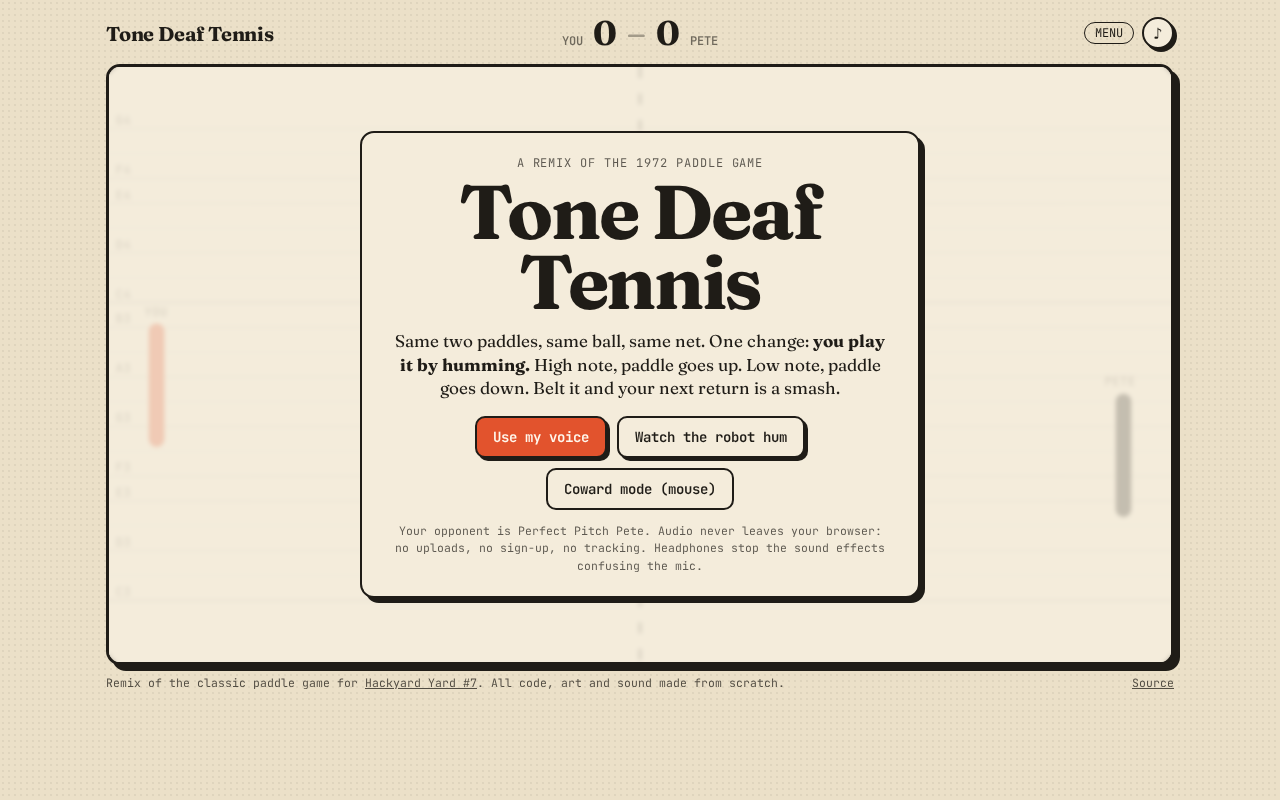 Tone Deaf Tennis
YOU 0 — 0 PETE
MENU ♪
A REMIX OF THE 1972 PADDLE GAME
Tone Deaf
Tennis
Same two paddles, same ball, same net. One change: you play
it by humming. High note, paddle goes up. Low note, paddle
goes down. Belt it and your next return is a smash.
Use my voice
Watch the robot hum
Coward mode (mouse)
Your opponent is Perfect Pitch Pete. Audio never leaves your browser:
no uploads, no sign-up, no tracking. Headphones stop the sound effects
confusing the mic.
Remix of the classic paddle game for Hackyard Yard #7. All code, art and sound made from scratch.
Source